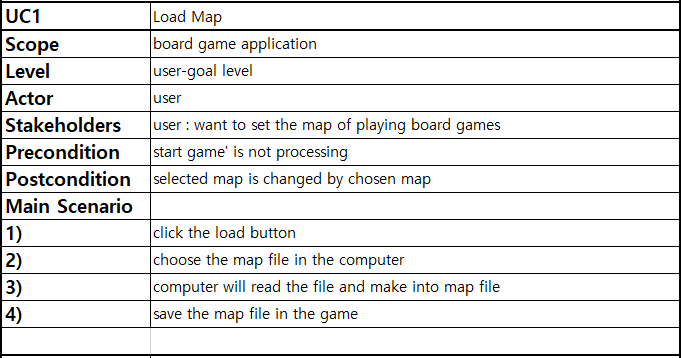 UC1 Load Map
Scope board game application
Level user-goal level
Actor user
Stakeholders user : want to set the map of playing board games
Precondition start game' is not processing
Postcondition selected map is changed by chosen map
Main Scenario
1) click the load button
2) choose the map file in the computer
3) computer will read the file and make into map file
4) save the map file in the game